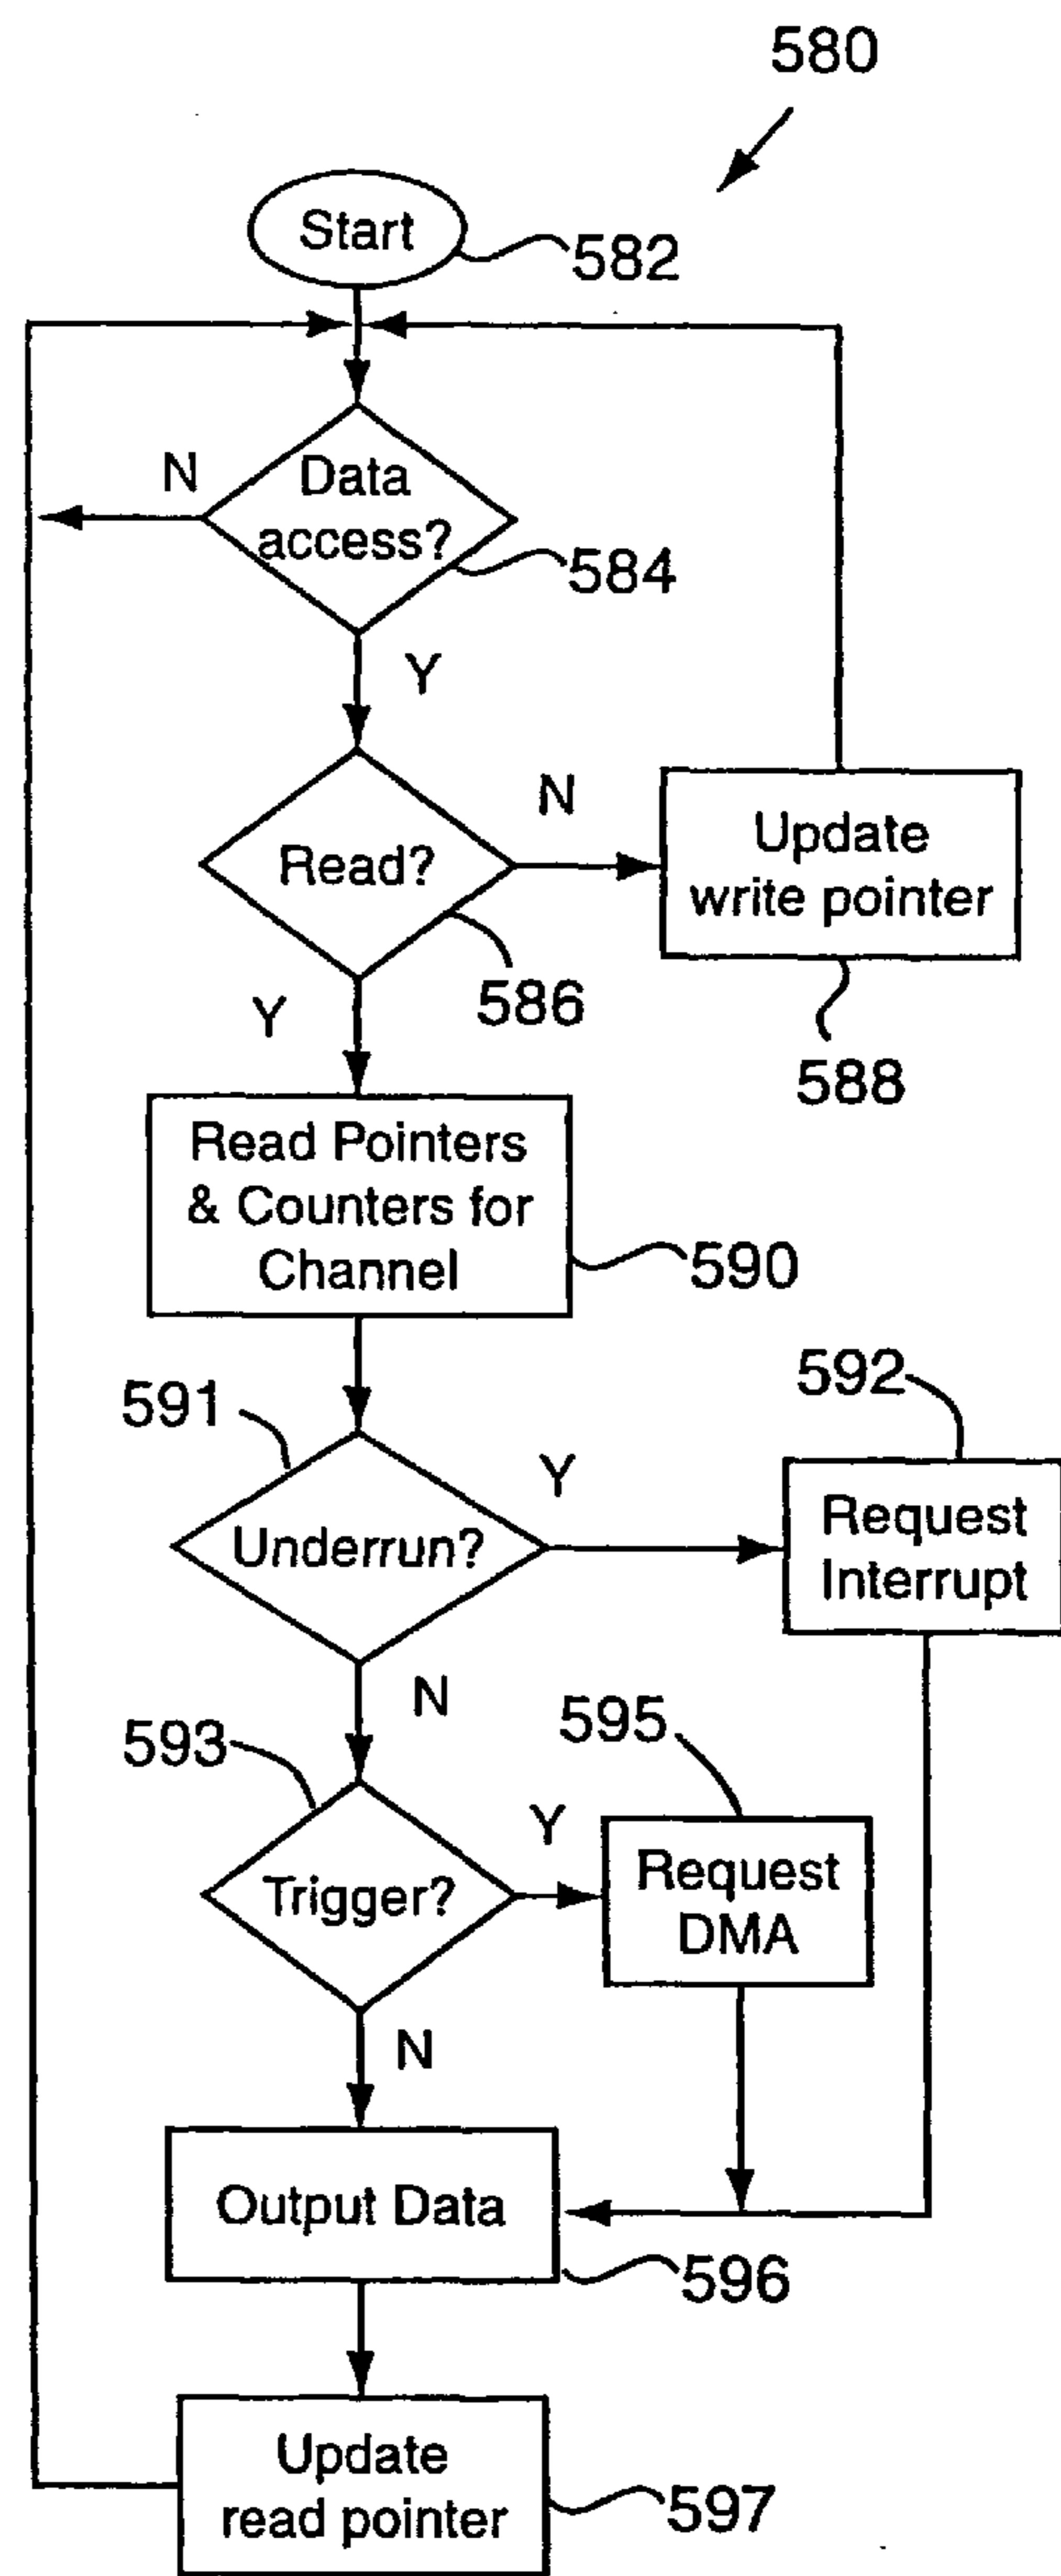 580
Start
582
N
Data
access?
584
Y
N
Read?
Update
write pointer
586
588
Y
Read Pointers
& Counters for
Channel
590
591
592
Y
Underrun?
Request
Interrupt
N
593
595
Y
Trigger?
Request
DMA
N
Output Data
596
Update
read pointer
597